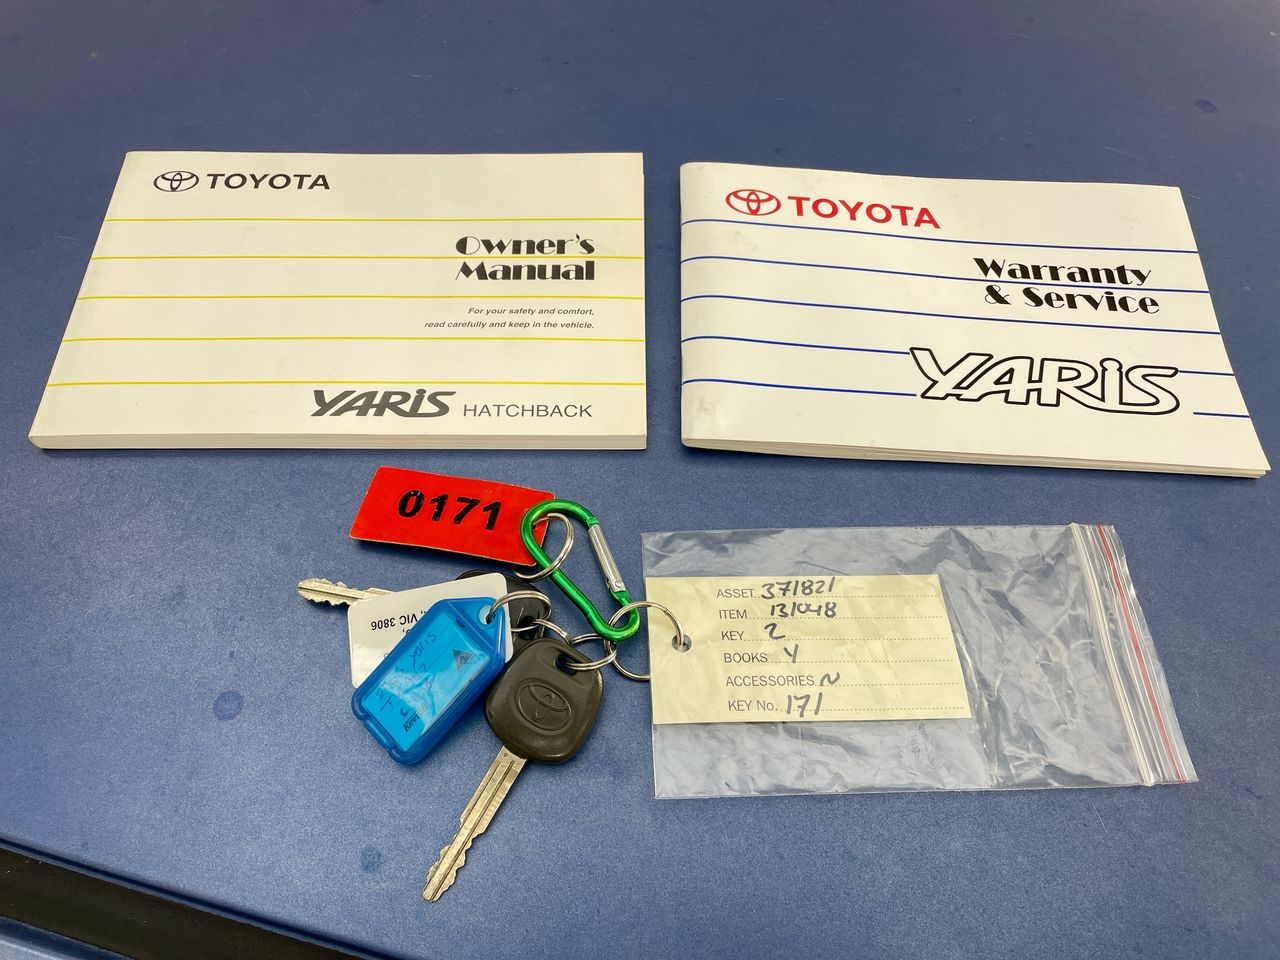 TOYOTA
Owner's
Manual
For your safety and comfort,
read carefully and keep in the vehicle.
YARIS HATCHBACK
TOYOTA
Warranty
& Service
YARIS
0171
, VIC 3806
Yaris
ASSET 371821
ITEM 131048
KEY 2
BOOKS Y
ACCESSORIES N
KEY No. 171